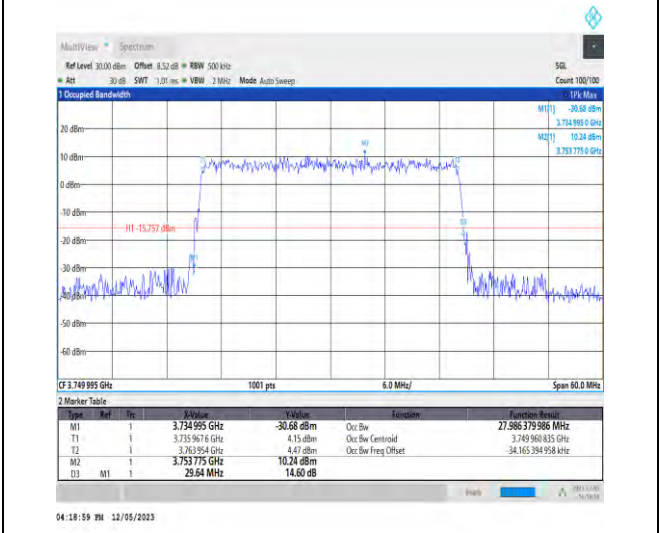 MultiView Spectrum
Ref Level 30.00 dBm Offset 8.52 dB RBW 500 kHz SGL
Att 30 dB SWT 1.01 ms VBW 2 MHz Mode Auto Sweep Count 100/100
1 Occupied Bandwidth 1Pk Max
M1[1] -30.68 dBm
3.734 995 0 GHz
20 dBm M2[1] 10.24 dBm
3.753 775 0 GHz
M2
10 dBm
0 dBm
-10 dBm
H1 -15.757 dBm
-20 dBm
-30 dBm
-40 dBm
-50 dBm
-60 dBm
CF 3.749 995 GHz 1001 pts 6.0 MHz/ Span 60.0 MHz
2 Marker Table
Type Ref Trc X-Value Y-Value Function Function Result
M1 1 3.734 995 GHz -30.68 dBm Occ Bw 27.986 379 986 MHz
T1 1 3.735 967 6 GHz 4.15 dBm Occ Bw Centroid 3.749 960 835 GHz
T2 1 3.763 954 GHz 4.47 dBm Occ Bw Freq Offset -34.165 394 958 kHz
M2 1 3.753 775 GHz 10.24 dBm
D3 M1 1 29.64 MHz 14.60 dB
Ready
04:18:59 PM 12/05/2023